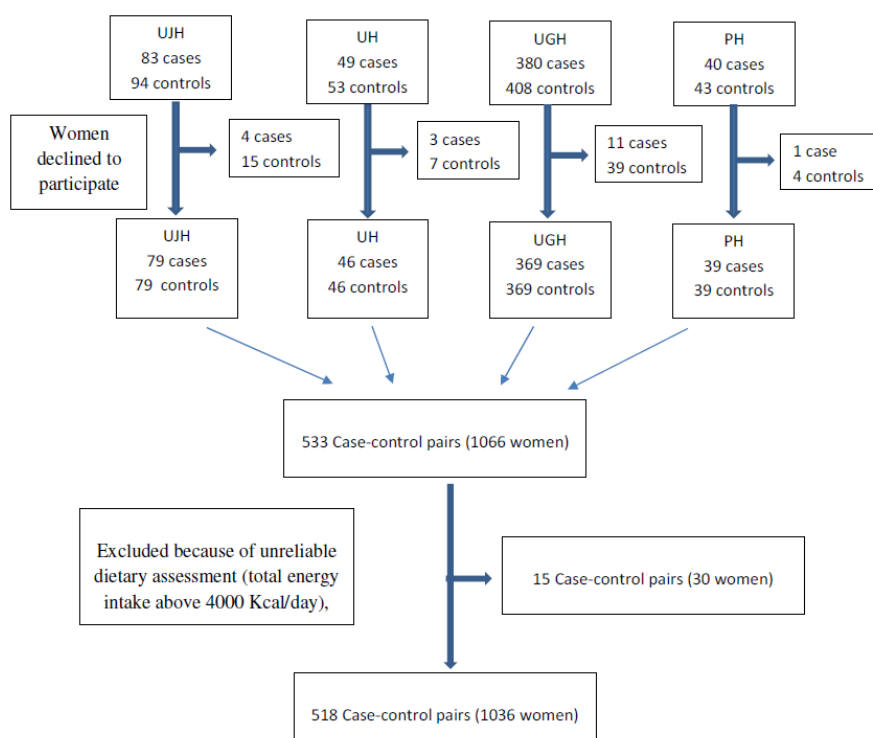 UJH
83 cases
94 controls
UH
49 cases
53 controls
UGH
380 cases
408 controls
PH
40 cases
43 controls
Women
declined to
participate
4 cases
15 controls
3 cases
7 controls
11 cases
39 controls
1 case
4 controls
UJH
79 cases
79 controls
UH
46 cases
46 controls
UGH
369 cases
369 controls
PH
39 cases
39 controls
533 Case-control pairs (1066 women)
Excluded because of unreliable
dietary assessment (total energy
intake above 4000 Kcal/day),
15 Case-control pairs (30 women)
518 Case-control pairs (1036 women)